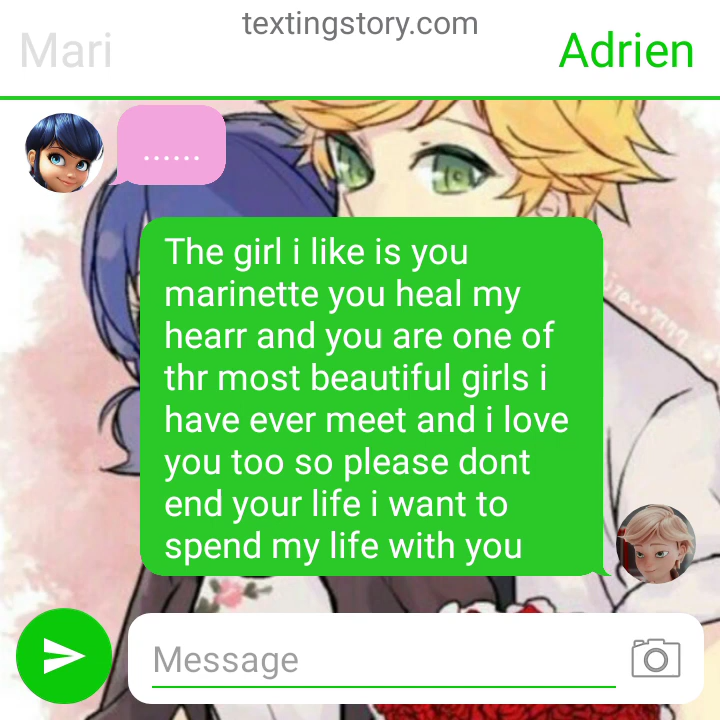 textingstory.com
Mari
Adrien
......
The girl i like is you
marinette you heal my
hearr and you are one of
thr most beautiful girls i
have ever meet and i love
you too so please dont
end your life i want to
spend my life with you
Message